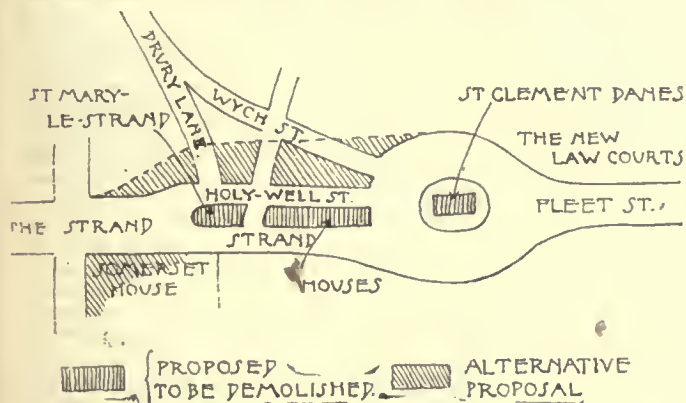 ST MARY-
LE-STRAND
DRURY LANE.
WYCH ST.
ST CLEMENT DANES
THE NEW
LAW COURTS
HOLY-WELL ST.
THE STRAND
STRAND
FLEET ST.
SOMERSET
HOUSE
HOUSES
PROPOSED
TO BE DEMOLISHED.
ALTERNATIVE
PROPOSAL